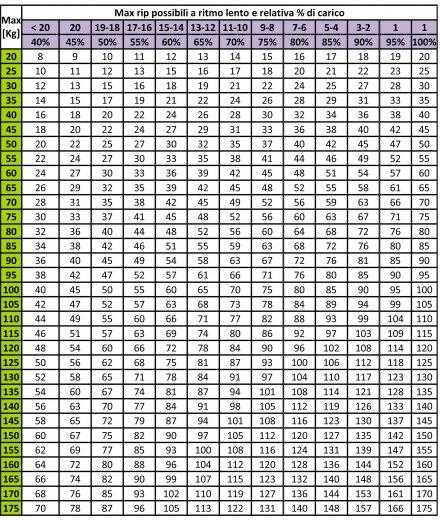 Max [Kg] Max rip possibili a ritmo lento e relativa % di carico
< 20 20 19-18 17-16 15-14 13-12 11-10 9-8 7-6 5-4 3-2 1 1
40% 45% 50% 55% 60% 65% 70% 75% 80% 85% 90% 95% 100%
20 8 9 10 11 12 13 14 15 16 17 18 19 20
25 10 11 12 13 15 16 17 18 20 21 22 23 25
30 12 13 15 16 18 19 21 22 24 25 27 28 30
35 14 15 17 19 21 22 24 26 28 29 31 33 35
40 16 18 20 22 24 26 28 30 32 34 36 38 40
45 18 20 22 24 27 29 31 33 36 38 40 42 45
50 20 22 25 27 30 32 35 37 40 42 45 47 50
55 22 24 27 30 33 35 38 41 44 46 49 52 55
60 24 27 30 33 36 39 42 45 48 51 54 57 60
65 26 29 32 35 39 42 45 48 52 55 58 61 65
70 28 31 35 38 42 45 49 52 56 59 63 66 70
75 30 33 37 41 45 48 52 56 60 63 67 71 75
80 32 36 40 44 48 52 56 60 64 68 72 76 80
85 34 38 42 46 51 55 59 63 68 72 76 80 85
90 36 40 45 49 54 58 63 67 72 76 81 85 90
95 38 42 47 52 57 61 66 71 76 80 85 90 95
100 40 45 50 55 60 65 70 75 80 85 90 95 100
105 42 47 52 57 63 68 73 78 84 89 94 99 105
110 44 49 55 60 66 71 77 82 88 93 99 104 110
115 46 51 57 63 69 74 80 86 92 97 103 109 115
120 48 54 60 66 72 78 84 90 96 102 108 114 120
125 50 56 62 68 75 81 87 93 100 106 112 118 125
130 52 58 65 71 78 84 91 97 104 110 117 123 130
135 54 60 67 74 81 87 94 101 108 114 121 128 135
140 56 63 70 77 84 91 98 105 112 119 126 133 140
145 58 65 72 79 87 94 101 108 116 123 130 137 145
150 60 67 75 82 90 97 105 112 120 127 135 142 150
155 62 69 77 85 93 100 108 116 124 131 139 147 155
160 64 72 80 88 96 104 112 120 128 136 144 152 160
165 66 74 82 90 99 107 115 123 132 140 148 156 165
170 68 76 85 93 102 110 119 127 136 144 153 161 170
175 70 78 87 96 105 113 122 131 140 148 157 166 175